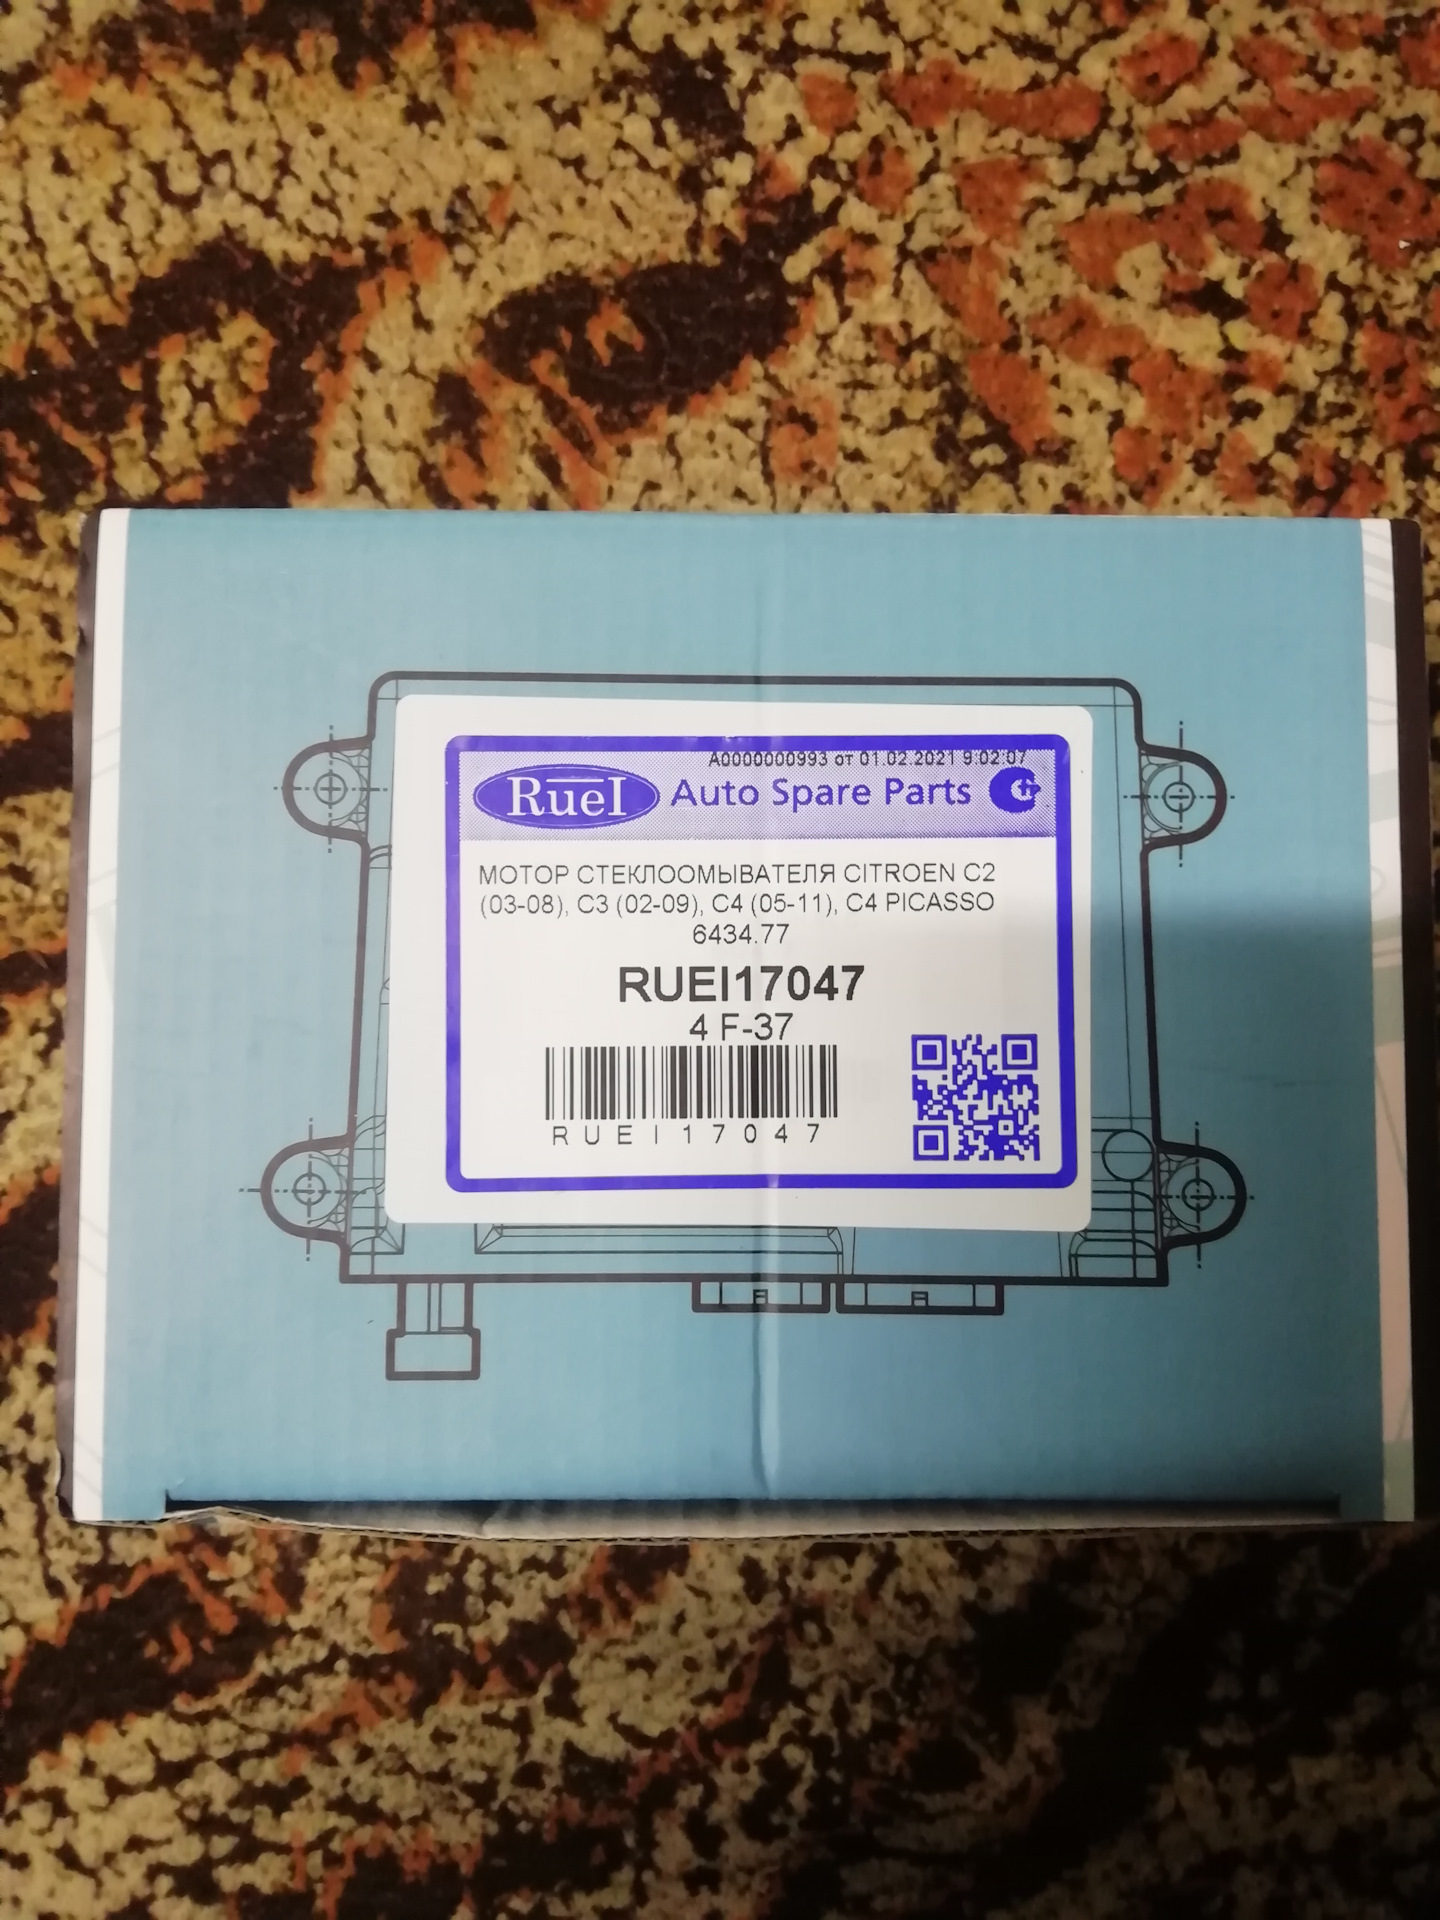 A0000000993 от 01.02.2021 9:02:07
RueI Auto Spare Parts
МОТОР СТЕКЛООМЫВАТЕЛЯ CITROEN C2
(03-08), C3 (02-09), C4 (05-11), C4 PICASSO
6434.77
RUEI17047
4 F-37
RUEI17047